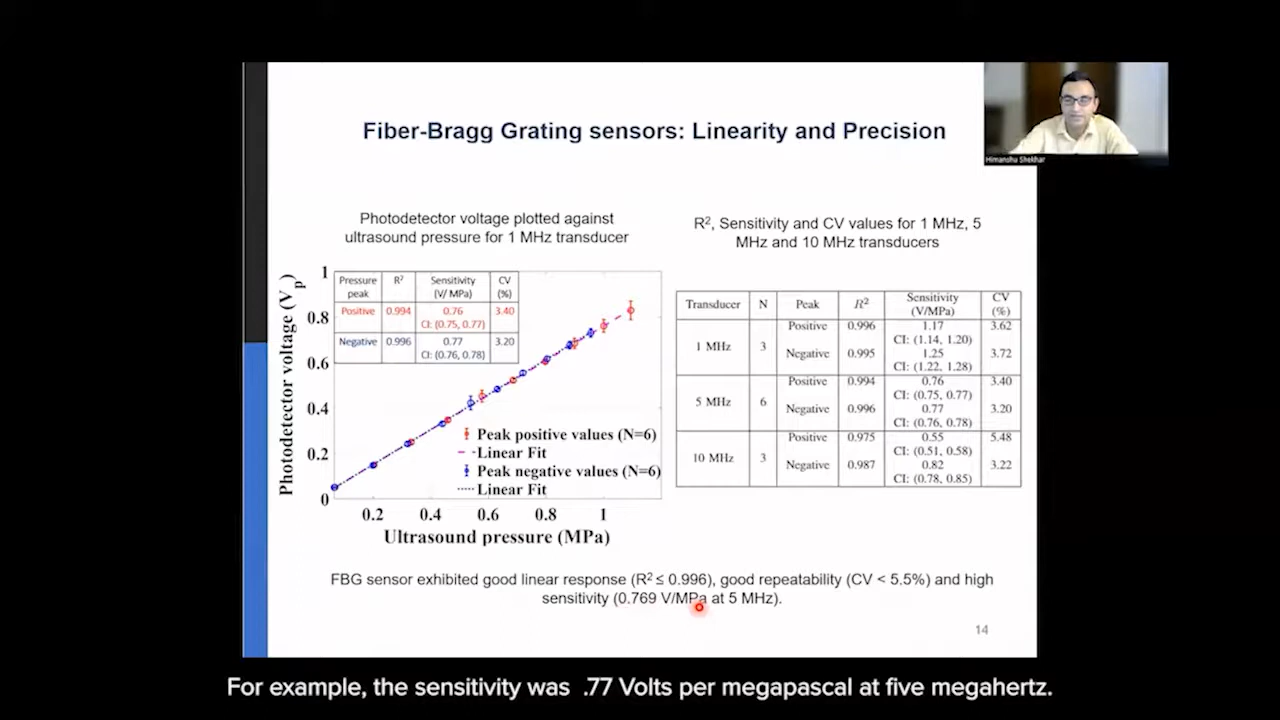 Himanshu Shekhar
Fiber-Bragg Grating sensors: Linearity and Precision
Photodetector voltage plotted against
ultrasound pressure for 1 MHz transducer
Photodetector voltage (Vp)
1
0.8
0.6
0.4
0.2
0
Pressure peak R² Sensitivity (V/ MPa) CV (%)
Positive 0.994 0.76 3.40
CI: (0.75, 0.77)
Negative 0.996 0.77 3.20
CI: (0.76, 0.78)
Peak positive values (N=6)
Linear Fit
Peak negative values (N=6)
Linear Fit
0.2 0.4 0.6 0.8 1
Ultrasound pressure (MPa)
R², Sensitivity and CV values for 1 MHz, 5
MHz and 10 MHz transducers
Transducer N Peak R² Sensitivity (V/MPa) CV (%)
1 MHz 3 Positive 0.996 1.17 3.62
CI: (1.14, 1.20)
Negative 0.995 1.25 3.72
CI: (1.22, 1.28)
5 MHz 6 Positive 0.994 0.76 3.40
CI: (0.75, 0.77)
Negative 0.996 0.77 3.20
CI: (0.76, 0.78)
10 MHz 3 Positive 0.975 0.55 5.48
CI: (0.51, 0.58)
Negative 0.987 0.82 3.22
CI: (0.78, 0.85)
FBG sensor exhibited good linear response (R² ≤ 0.996), good repeatability (CV < 5.5%) and high
sensitivity (0.769 V/MPa at 5 MHz).
14
For example, the sensitivity was .77 Volts per megapascal at five megahertz.